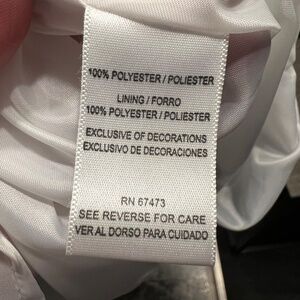 100% POLYESTER / POLIESTER
LINING / FORRO
100% POLYESTER / POLIESTER
EXCLUSIVE OF DECORATIONS
EXCLUSIVO DE DECORACIONES
RN 67473
SEE REVERSE FOR CARE
VER AL DORSO PARA CUIDADO